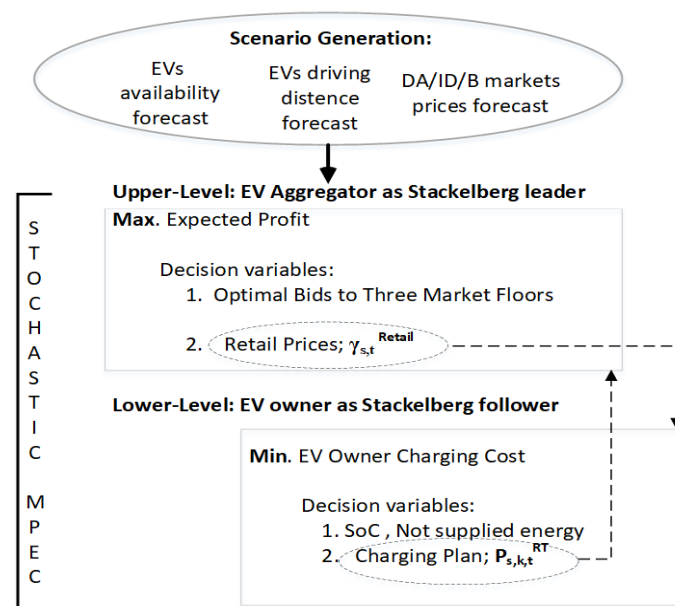 Scenario Generation:
EVs
availability
forecast
EVs driving
distence
forecast
DA/ID/B markets
prices forecast
Upper-Level: EV Aggregator as Stackelberg leader
Max. Expected Profit
Decision variables:
1. Optimal Bids to Three Market Floors
2. Retail Prices; γs,t Retail
Lower-Level: EV owner as Stackelberg follower
Min. EV Owner Charging Cost
Decision variables:
1. SoC , Not supplied energy
2. Charging Plan; Ps,k,t RT
S
T
O
C
H
A
S
T
I
C
M
P
E
C